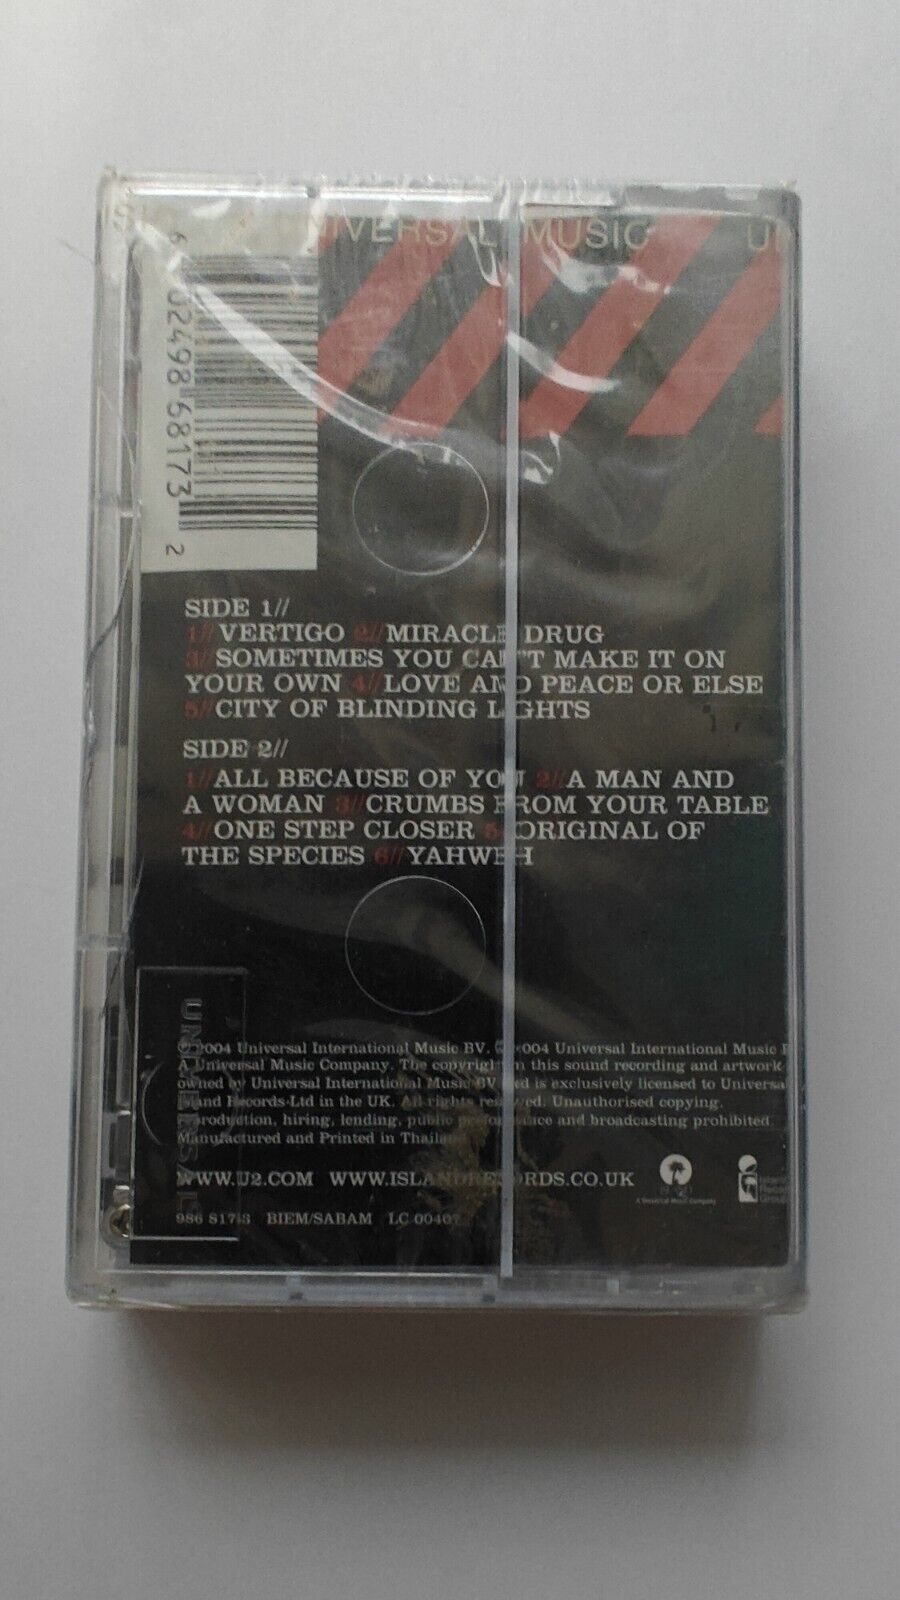 UNIVERSAL MUSIC
6 02498 68173 2
SIDE 1//
1// VERTIGO 2// MIRACLE DRUG
3// SOMETIMES YOU CAN'T MAKE IT ON
YOUR OWN 4// LOVE AND PEACE OR ELSE
5// CITY OF BLINDING LIGHTS
SIDE 2//
1// ALL BECAUSE OF YOU 2// A MAN AND
A WOMAN 3// CRUMBS FROM YOUR TABLE
4// ONE STEP CLOSER 5// ORIGINAL OF
THE SPECIES 6// YAHWEH
UNIVERSAL
℗ 2004 Universal International Music BV. © 2004 Universal International Music
A Universal Music Company. The copyright in this sound recording and artwork
owned by Universal International Music BV and is exclusively licensed to Universal
Island Records Ltd in the UK. All rights reserved. Unauthorised copying,
reproduction, hiring, lending, public performance and broadcasting prohibited.
Manufactured and Printed in Thailand
WWW.U2.COM WWW.ISLANDRECORDS.CO.UK
A Universal Music Company
986 8173 BIEM/SABAM LC 00407